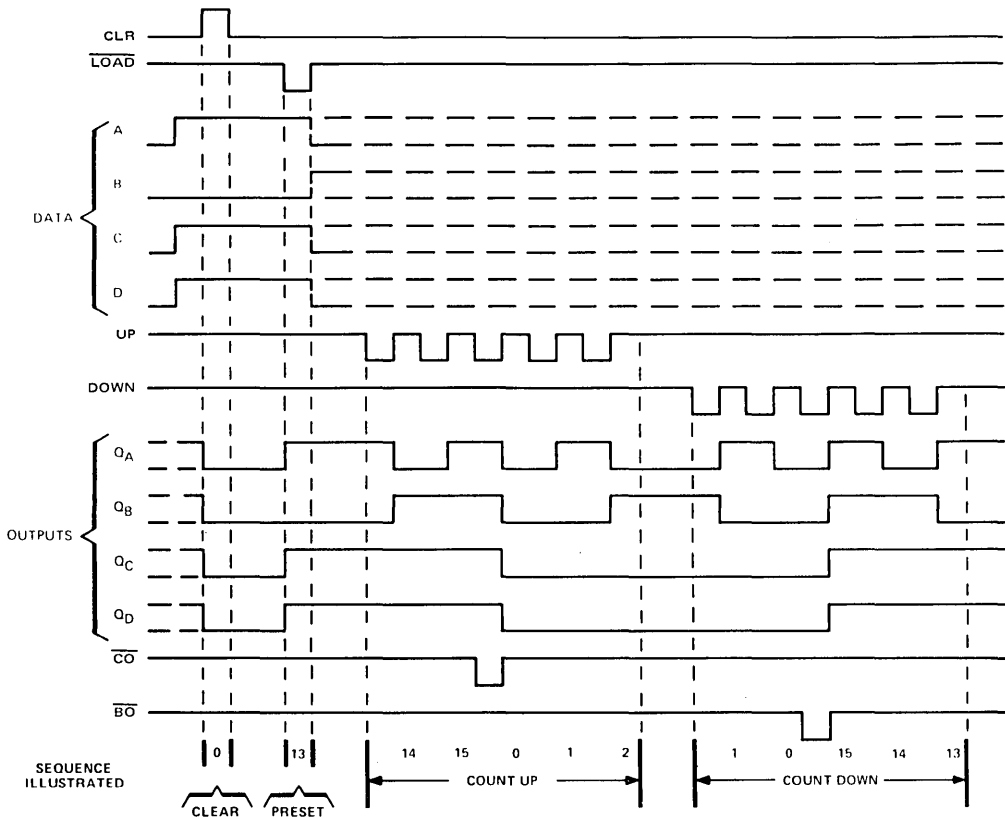 CLR
LOAD
A
B
DATA
C
D
UP
DOWN
QA
QB
OUTPUTS
QC
QD
CO
BO
0 13 14 15 0 1 2 1 0 15 14 13
SEQUENCE
ILLUSTRATED
COUNT UP COUNT DOWN
CLEAR PRESET